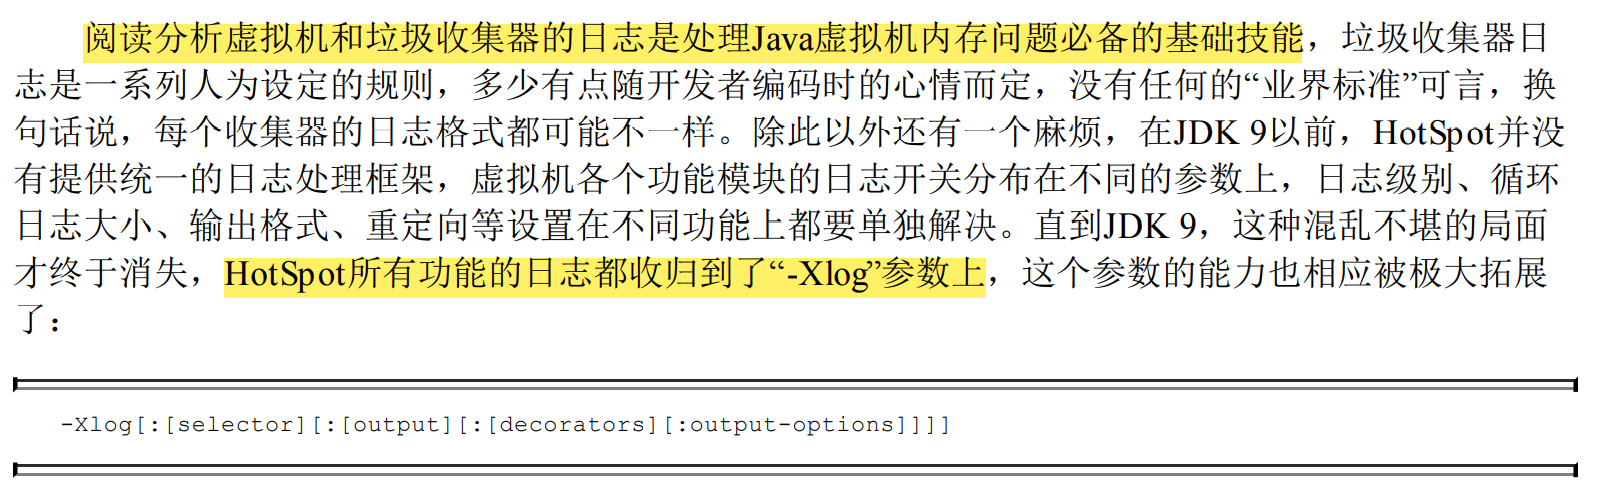 阅读分析虚拟机和垃圾收集器的日志是处理Java虚拟机内存问题必备的基础技能，垃圾收集器日
志是一系列人为设定的规则，多少有点随开发者编码时的心情而定，没有任何的“业界标准”可言，换
句话说，每个收集器的日志格式都可能不一样。除此以外还有一个麻烦，在JDK 9以前，HotSpot并没
有提供统一的日志处理框架，虚拟机各个功能模块的日志开关分布在不同的参数上，日志级别、循环
日志大小、输出格式、重定向等设置在不同功能上都要单独解决。直到JDK 9，这种混乱不堪的局面
才终于消失，HotSpot所有功能的日志都收归到了“-Xlog”参数上，这个参数的能力也相应被极大拓展
了：
-Xlog[:[selector][:[output][:[decorators][:output-options]]]]